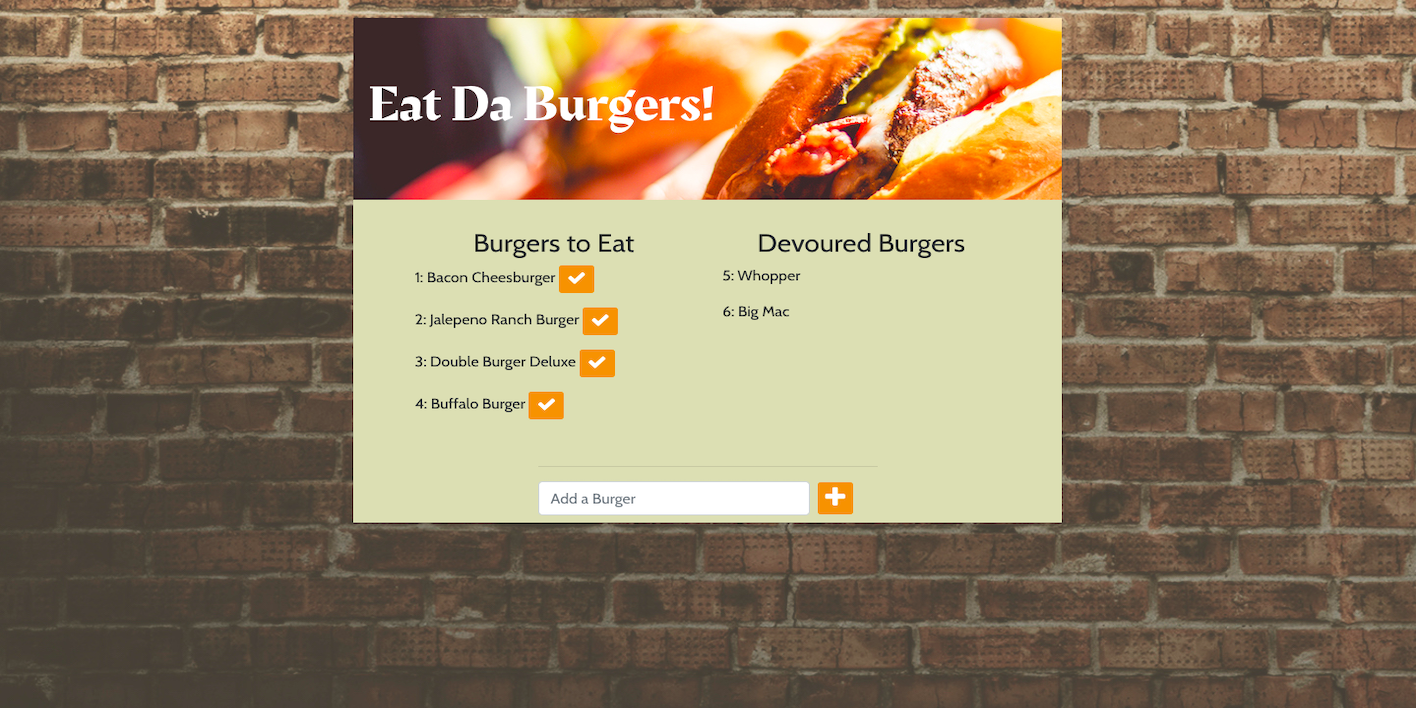 Eat Da Burgers!
Burgers to Eat
1: Bacon Cheesburger
2: Jalepeno Ranch Burger
3: Double Burger Deluxe
4: Buffalo Burger
Devoured Burgers
5: Whopper
6: Big Mac
Add a Burger